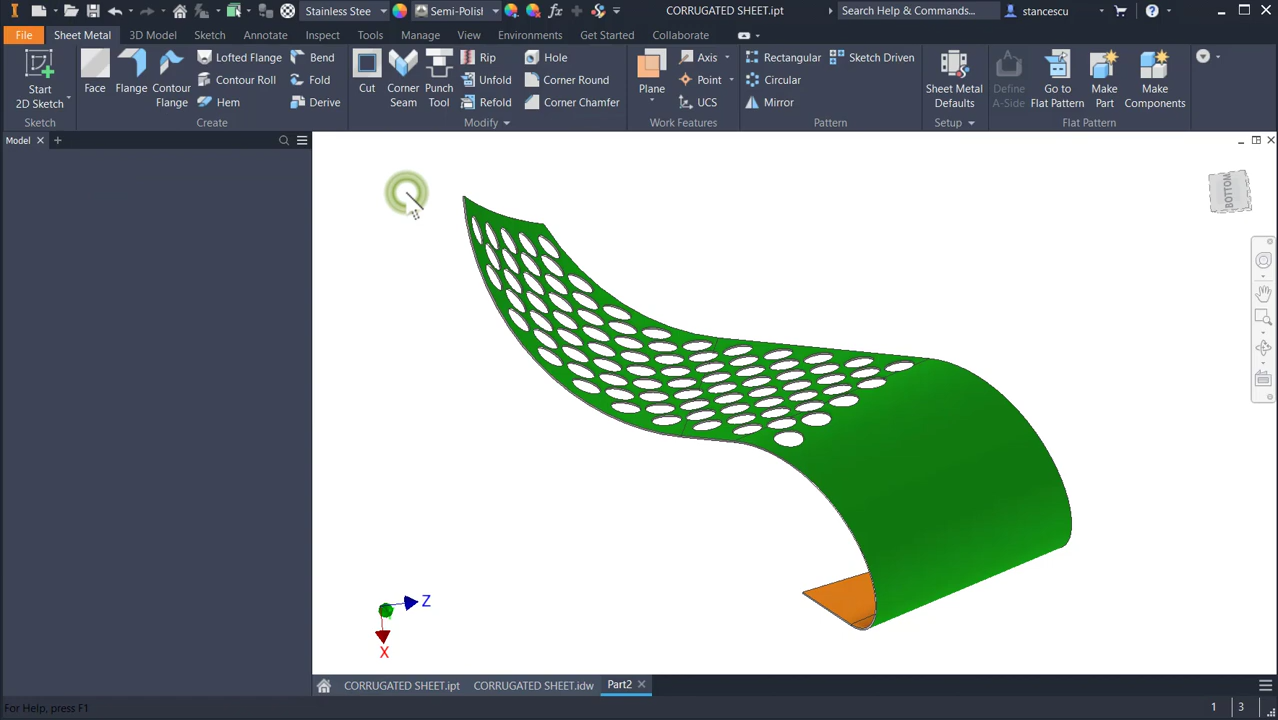 Stainless Stee
Semi-Polisl
CORRUGATED SHEET.ipt
Search Help & Commands...
stancescu
File
Sheet Metal
3D Model
Sketch
Annotate
Inspect
Tools
Manage
View
Environments
Get Started
Collaborate
Start
2D Sketch
Face
Flange
Contour
Flange
Lofted Flange
Contour Roll
Hem
Bend
Fold
Derive
Cut
Corner
Seam
Punch
Tool
Rip
Unfold
Refold
Hole
Corner Round
Corner Chamfer
Plane
Axis
Point
UCS
Rectangular
Circular
Mirror
Sketch Driven
Sheet Metal
Defaults
Define
A-Side
Go to
Flat Pattern
Make
Part
Make
Components
Sketch
Create
Modify
Work Features
Pattern
Setup
Flat Pattern
Model
BOTTOM
Z
X
CORRUGATED SHEET.ipt
CORRUGATED SHEET.idw
Part2
For Help, press F1
1
3